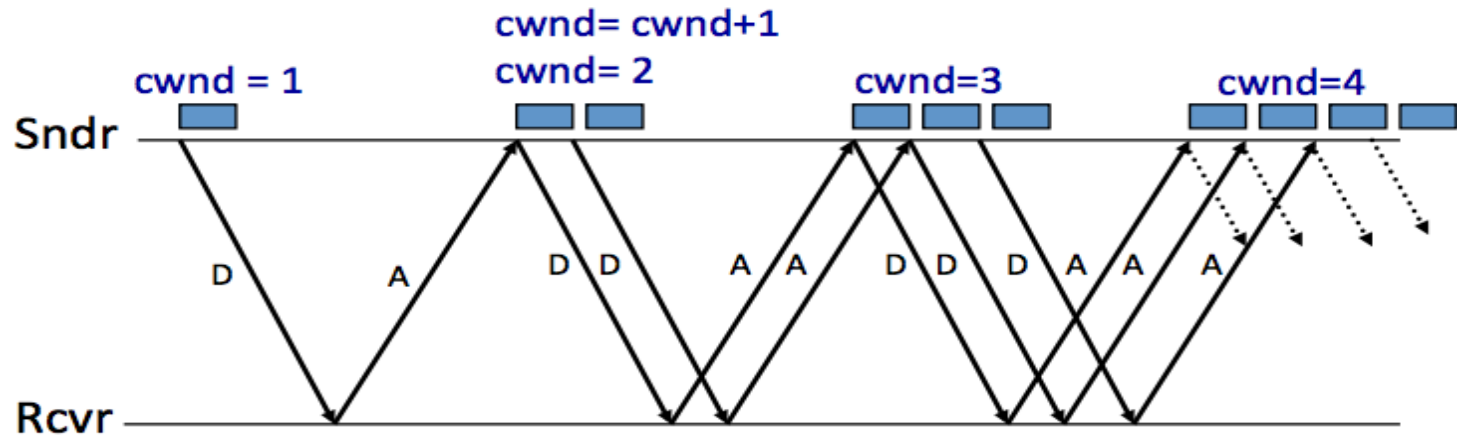 cwnd= cwnd+1
cwnd = 1
cwnd= 2
cwnd=3
cwnd=4
Sndr
D
A
D
D
A
A
D
D
D
A
A
A
Rcvr